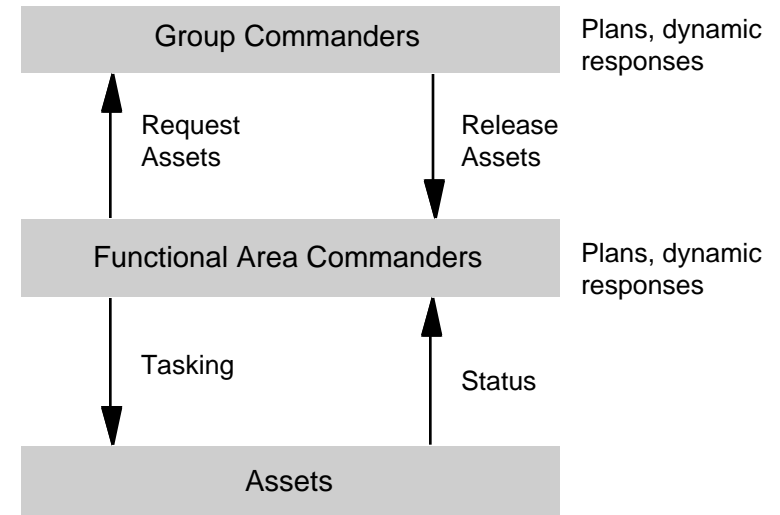 Group Commanders
Plans, dynamic
responses
Request
Assets
Release
Assets
Functional Area Commanders
Plans, dynamic
responses
Tasking
Status
Assets